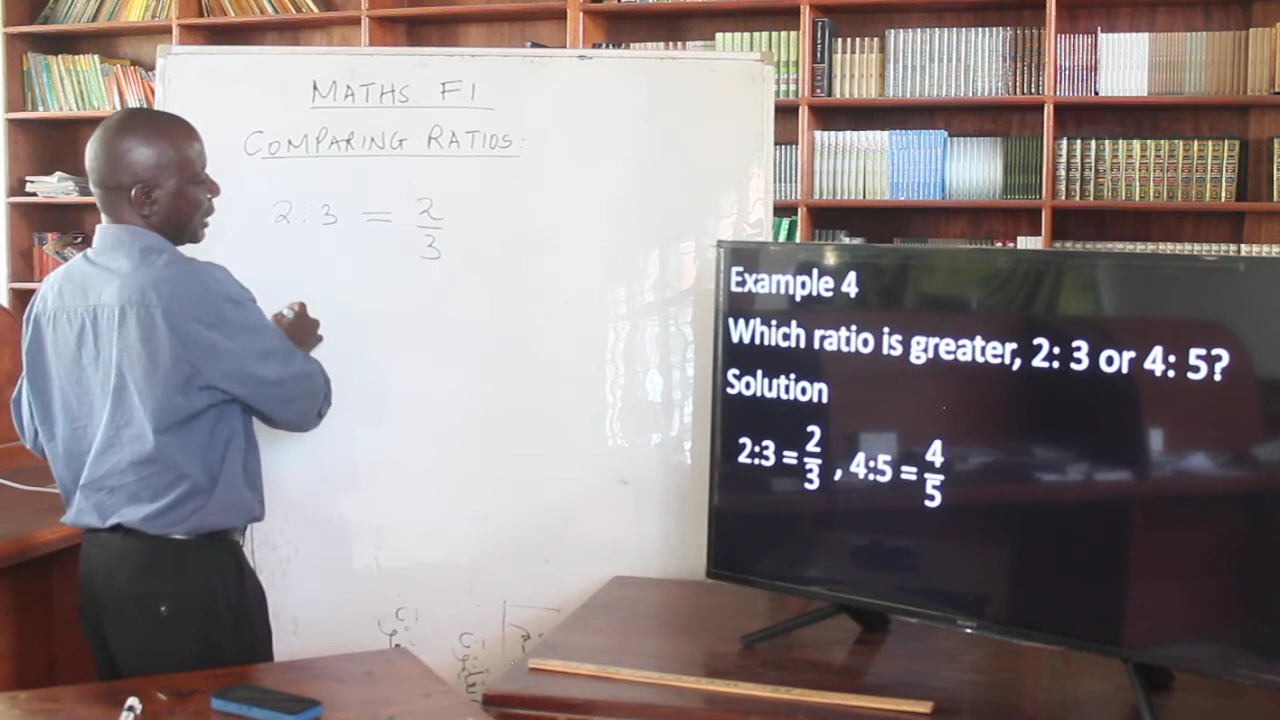 MATHS F1
COMPARING RATIOS:
2:3 = 2/3
Example 4
Which ratio is greater, 2: 3 or 4: 5?
Solution
2:3 = 2/3 , 4:5 = 4/5